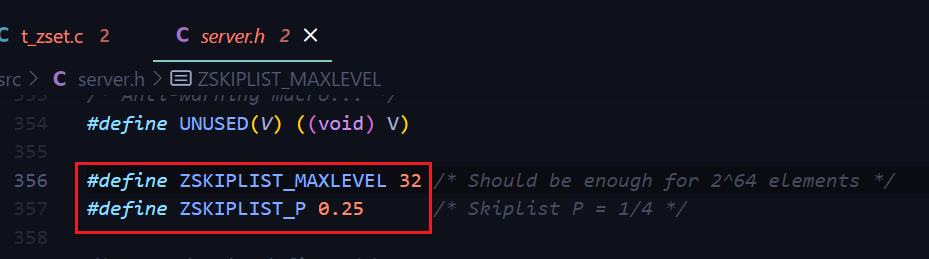 t_zset.c 2
server.h 2
src > C server.h > ZSKIPLIST_MAXLEVEL
/* Anti-warning macro... */
354 #define UNUSED(V) ((void) V)
355
356 #define ZSKIPLIST_MAXLEVEL 32 /* Should be enough for 2^64 elements */
357 #define ZSKIPLIST_P 0.25 /* Skiplist P = 1/4 */
358